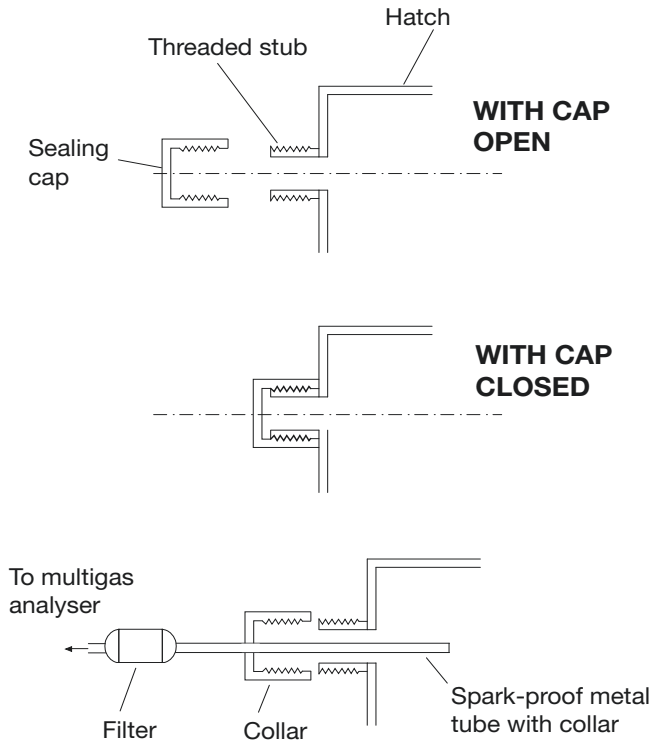 Hatch
Threaded stub
WITH CAP
OPEN
Sealing
cap
WITH CAP
CLOSED
To multigas
analyser
Spark-proof metal
tube with collar
Filter
Collar